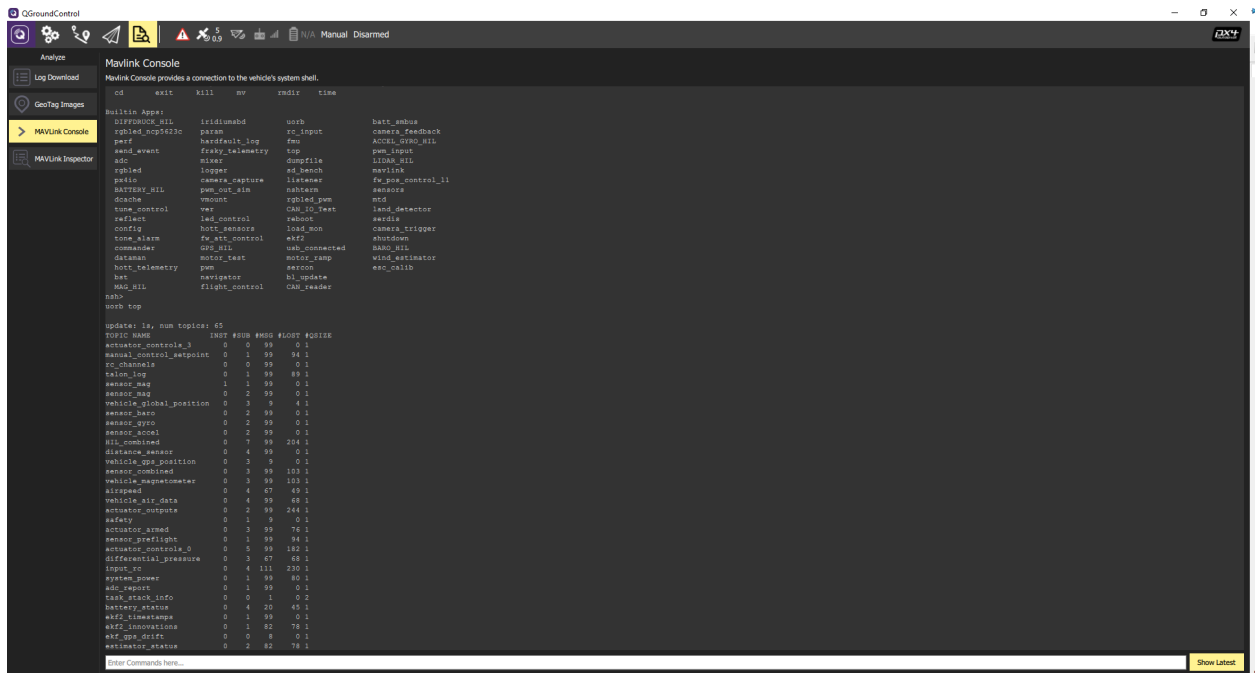 QGroundControl
5
0.9
N/A Manual Disarmed
px4
Analyze
Log Download
GeoTag Images
MAVLink Console
MAVLink Inspector
Mavlink Console
Mavlink Console provides a connection to the vehicle's system shell.
cd exit kill mv rmdir time
Builtin Apps:
DIFFDRUCK_HIL iridiumsbd uorb batt_smbus
rgbled_ncp5623c param rc_input camera_feedback
perf hardfault_log fmu ACCEL_GYRO_HIL
send_event frsky_telemetry top pwm_input
adc mixer dumpfile LIDAR_HIL
rgbled logger sd_bench mavlink
px4io camera_capture listener fw_pos_control_l1
BATTERY_HIL pwm_out_sim nshterm sensors
dcache vmount rgbled_pwm mtd
tune_control ver CAN_IO_Test land_detector
reflect led_control reboot serdis
config hott_sensors load_mon camera_trigger
tone_alarm fw_att_control ekf2 shutdown
commander GPS_HIL usb_connected BARO_HIL
dataman motor_test motor_ramp wind_estimator
hott_telemetry pwm sercon esc_calib
bst navigator bl_update
MAG_HIL flight_control CAN_reader
nsh>
uorb top
update: 1s, num topics: 65
TOPIC NAME INST #SUB #MSG #LOST #QSIZE
actuator_controls_3 0 0 99 0 1
manual_control_setpoint 0 1 99 94 1
rc_channels 0 0 99 0 1
talon_log 0 1 99 89 1
sensor_mag 1 1 99 0 1
sensor_mag 0 2 99 0 1
vehicle_global_position 0 3 9 4 1
sensor_baro 0 2 99 0 1
sensor_gyro 0 2 99 0 1
sensor_accel 0 2 99 0 1
HIL_combined 0 7 99 204 1
distance_sensor 0 4 99 0 1
vehicle_gps_position 0 3 9 0 1
sensor_combined 0 3 99 103 1
vehicle_magnetometer 0 3 99 103 1
airspeed 0 4 67 49 1
vehicle_air_data 0 4 99 68 1
actuator_outputs 0 2 99 244 1
safety 0 1 9 0 1
actuator_armed 0 3 99 76 1
sensor_preflight 0 1 99 94 1
actuator_controls_0 0 5 99 182 1
differential_pressure 0 3 67 68 1
input_rc 0 4 111 230 1
system_power 0 1 99 80 1
adc_report 0 1 99 0 1
task_stack_info 0 0 1 0 2
battery_status 0 4 20 45 1
ekf2_timestamps 0 1 99 0 1
ekf2_innovations 0 1 82 78 1
ekf_gps_drift 0 0 8 0 1
estimator_status 0 2 82 78 1
Enter Commands here...
Show Latest